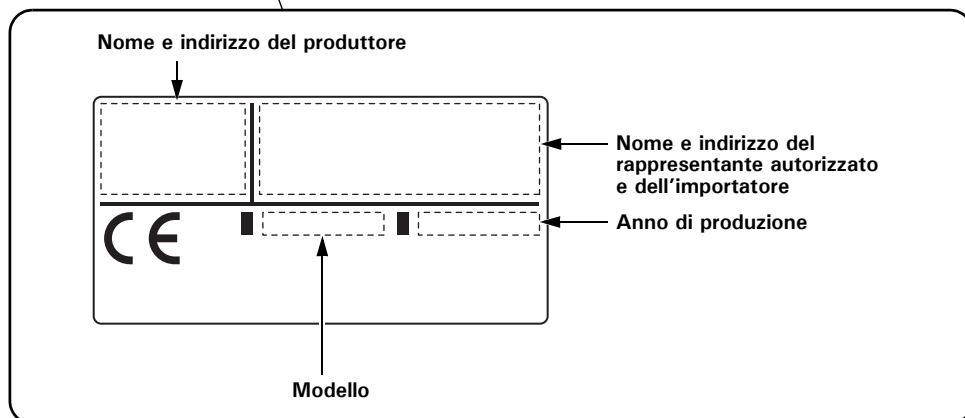 Nome e indirizzo del produttore
Nome e indirizzo del
rappresentante autorizzato
e dell'importatore
CE
Anno di produzione
Modello